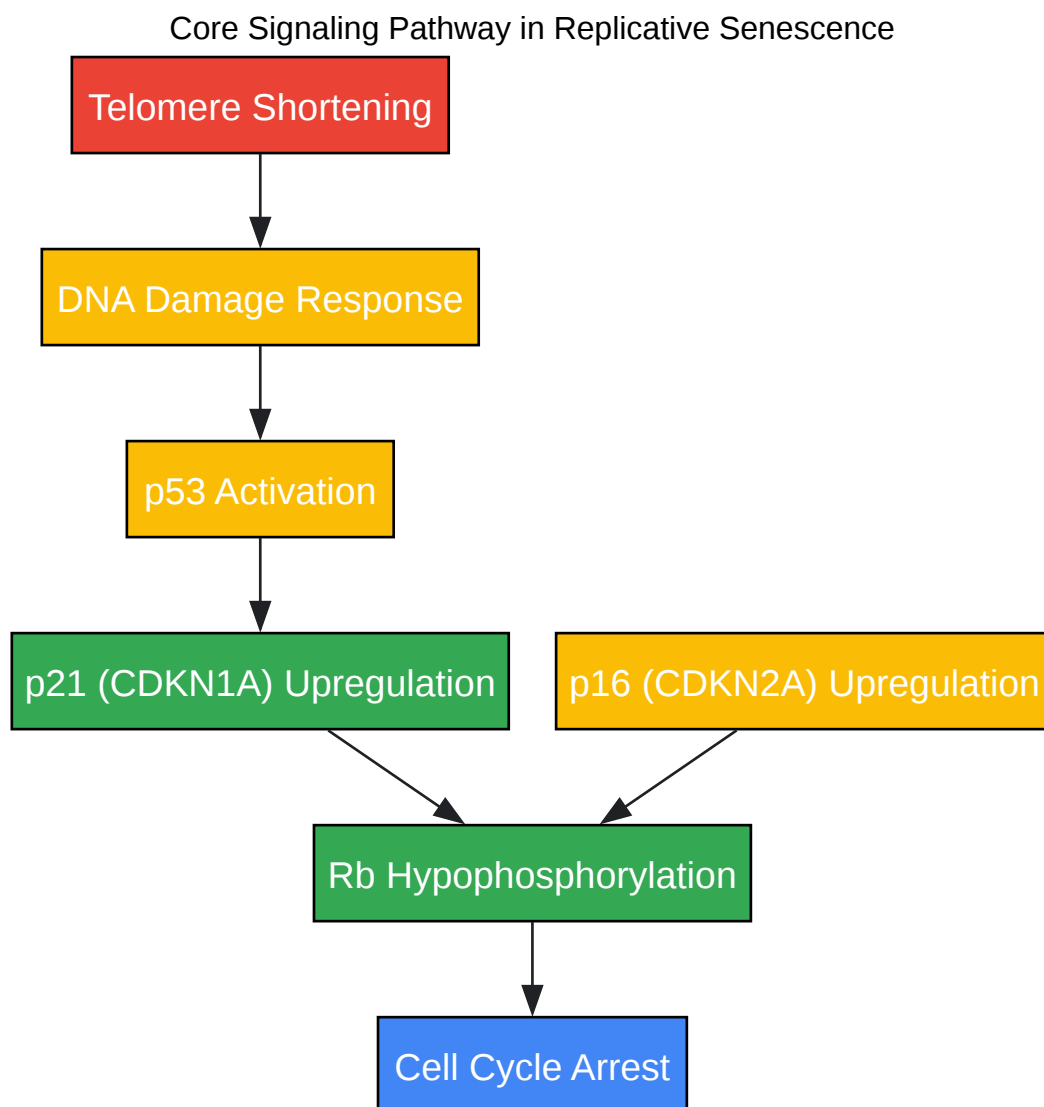 Core Signaling Pathway in Replicative Senescence
Telomere Shortening
DNA Damage Response
p53 Activation
p21 (CDKN1A) Upregulation
p16 (CDKN2A) Upregulation
Rb Hypophosphorylation
Cell Cycle Arrest